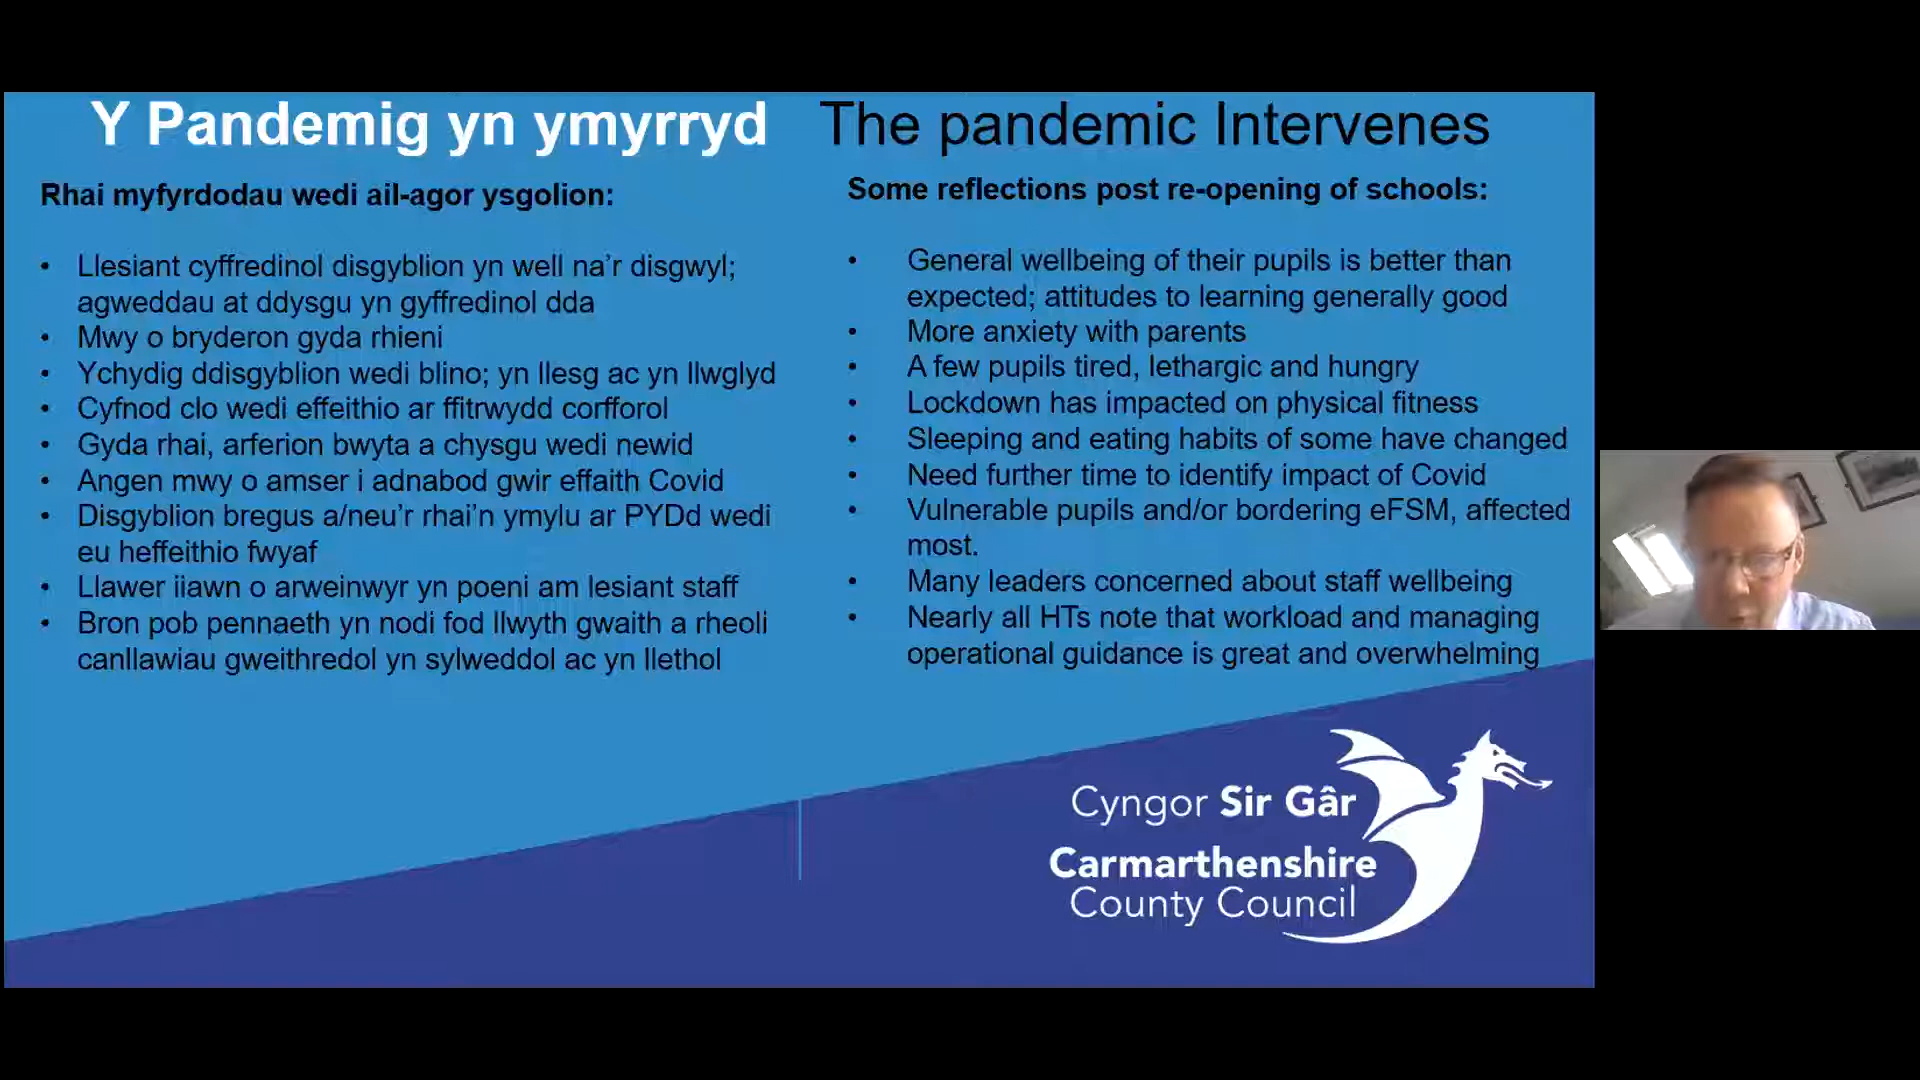 Y Pandemig yn ymyrryd
Rhai myfyrdodau wedi ail-agor ysgolion:
• Llesiant cyffredinol disgyblion yn well na’r disgwyl;
agweddau at ddysgu yn gyffredinol dda
• Mwy o bryderon gyda rhieni
• Ychydig ddisgyblion wedi blino; yn llesg ac yn llwglyd
• Cyfnod clo wedi effeithio ar ffitrwydd corfforol
• Gyda rhai, arferion bwyta a chysgu wedi newid
• Angen mwy o amser i adnabod gwir effaith Covid
• Disgyblion bregus a/neu’r rhai’n ymylu ar PYDd wedi
eu heffeithio fwyaf
• Llawer iiawn o arweinwyr yn poeni am lesiant staff
• Bron pob pennaeth yn nodi fod llwyth gwaith a rheoli
canllawiau gweithredol yn sylweddol ac yn llethol
The pandemic Intervenes
Some reflections post re-opening of schools:
• General wellbeing of their pupils is better than
expected; attitudes to learning generally good
• More anxiety with parents
• A few pupils tired, lethargic and hungry
• Lockdown has impacted on physical fitness
• Sleeping and eating habits of some have changed
• Need further time to identify impact of Covid
• Vulnerable pupils and/or bordering eFSM, affected
most.
• Many leaders concerned about staff wellbeing
• Nearly all HTs note that workload and managing
operational guidance is great and overwhelming
Cyngor Sir Gâr
Carmarthenshire
County Council